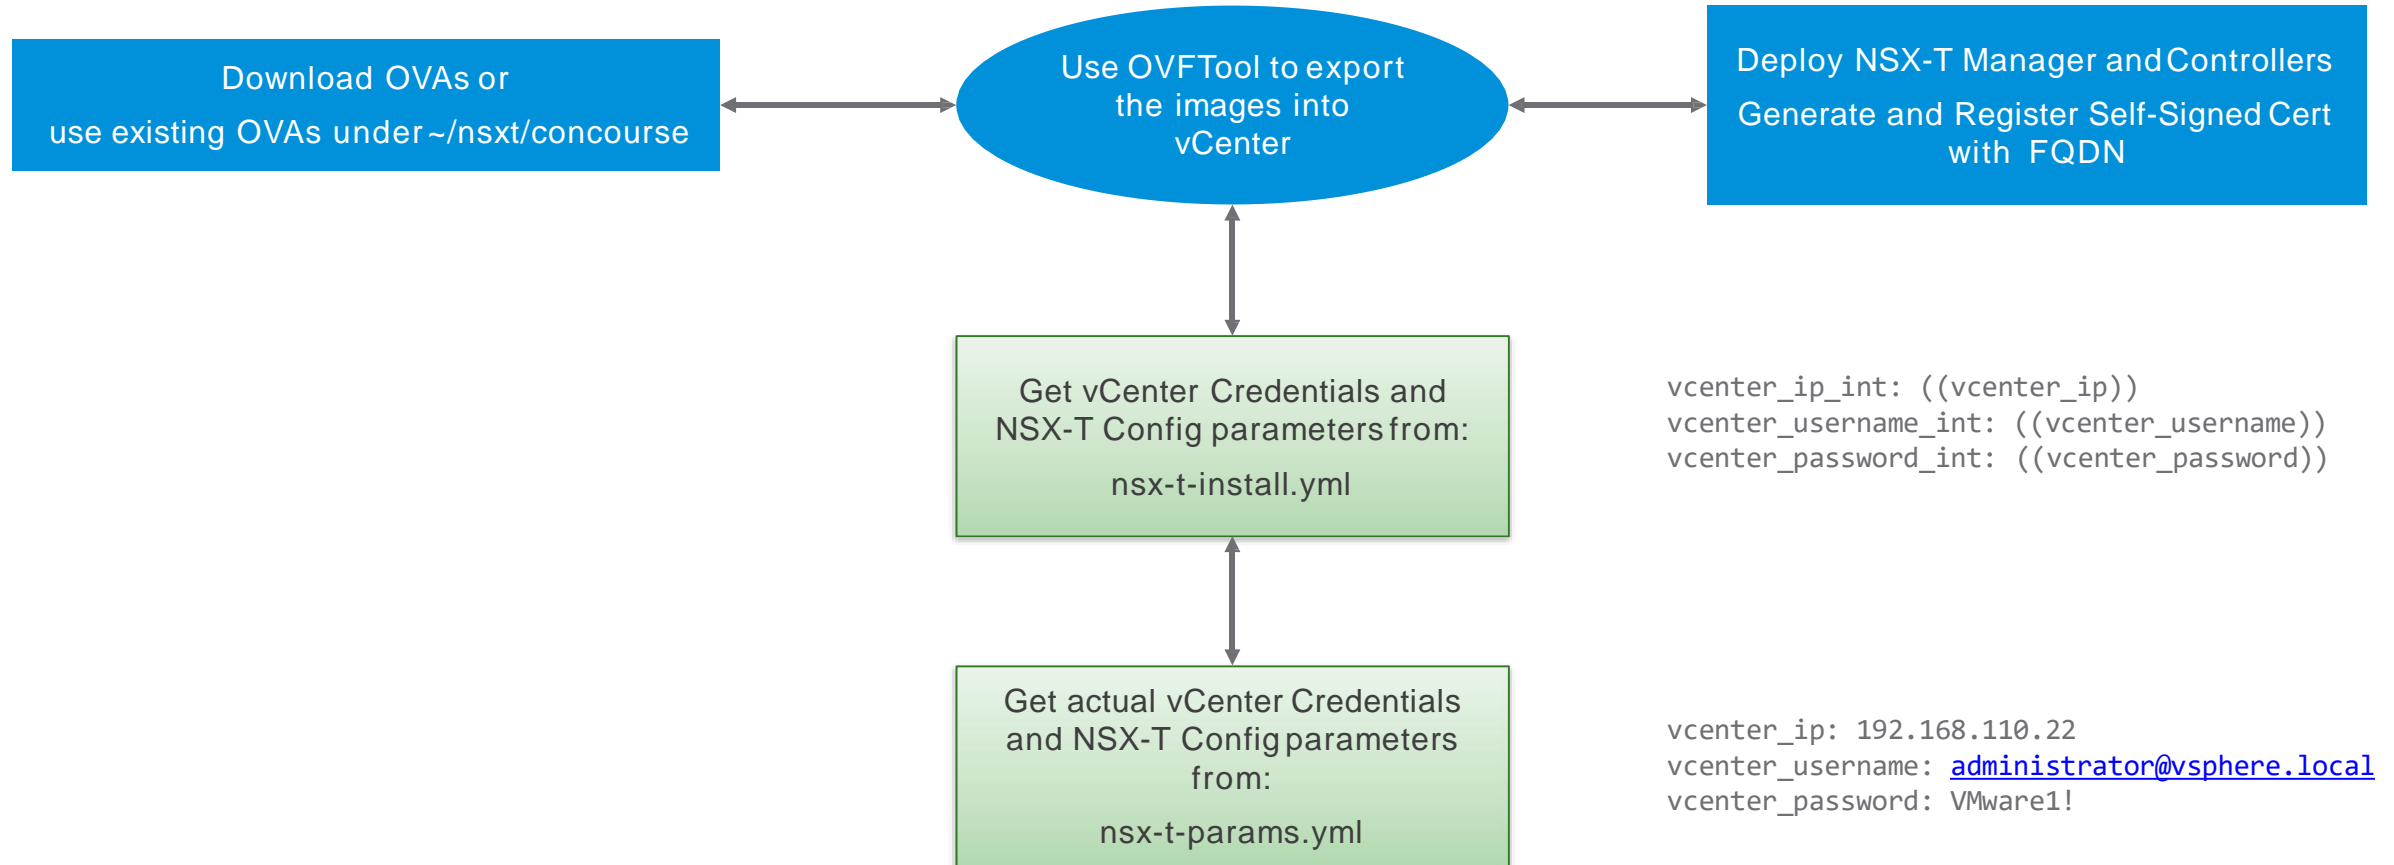 Download OVAs or
use existing OVAs under ~/nsxt/concourse
Use OVFTool to export
the images into
vCenter
Deploy NSX-T Manager and Controllers
Generate and Register Self-Signed Cert
with FQDN
Get vCenter Credentials and
NSX-T Config parameters from:
nsx-t-install.yml
vcenter_ip_int: ((vcenter_ip))
vcenter_username_int: ((vcenter_username))
vcenter_password_int: ((vcenter_password))
Get actual vCenter Credentials
and NSX-T Config parameters
from:
nsx-t-params.yml
vcenter_ip: 192.168.110.22
vcenter_username: administrator@vsphere.local
vcenter_password: VMware1!